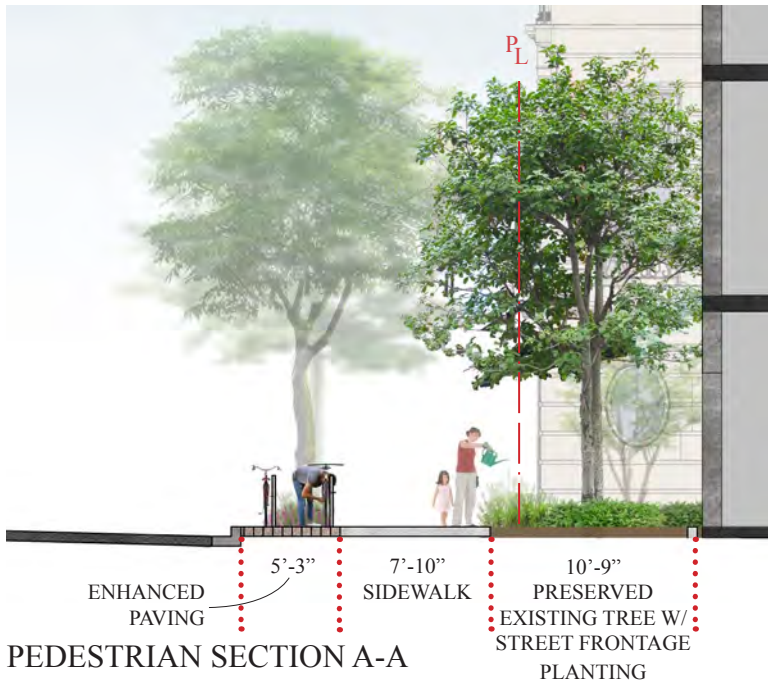 PL
5’-3”
ENHANCED
PAVING
7’-10”
SIDEWALK
10’-9”
PRESERVED
EXISTING TREE W/
STREET FRONTAGE
PLANTING
PEDESTRIAN SECTION A-A